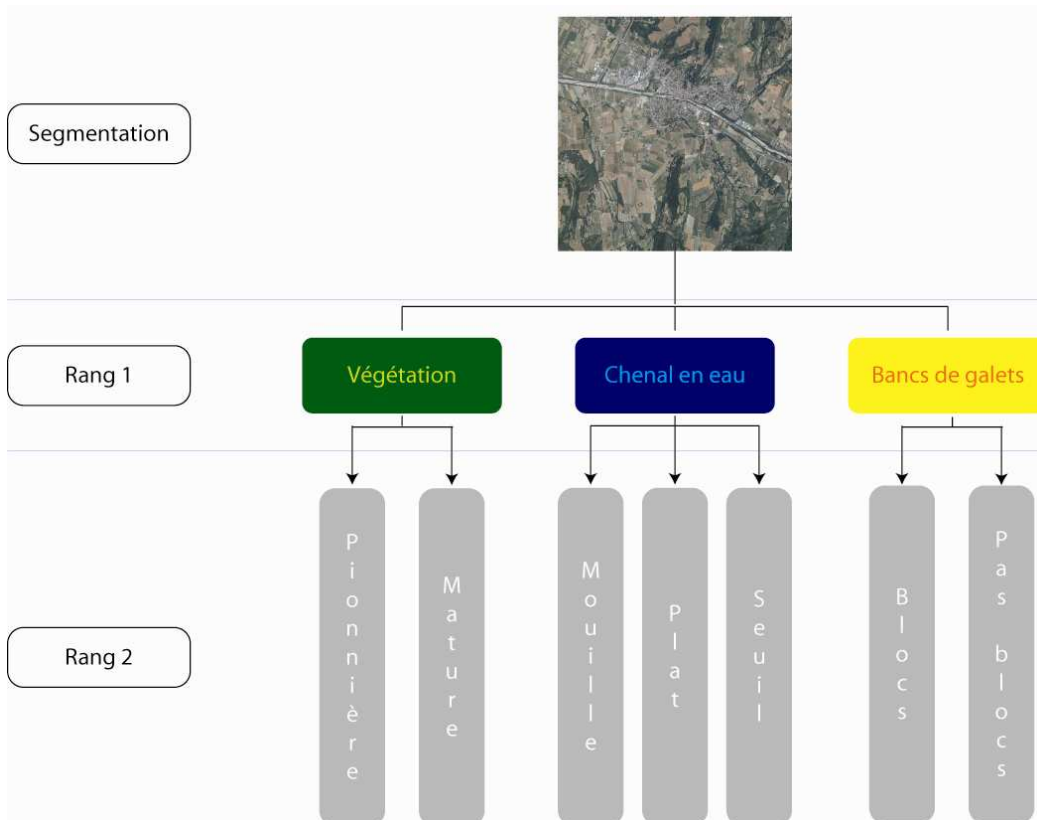 Segmentation
Rang 1
Végétation
Chenal en eau
Bancs de galets
Rang 2
Pionnière
Mature
Mouille
Plat
Seuil
Blocs
Pas blocs